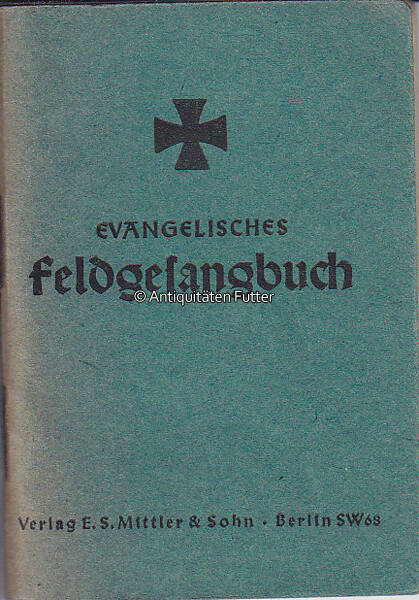 EVANGELISCHES
Feldgeſangbuch
© Antiquitäten Futter
Verlag E. S. Mittler & Sohn · Berlin SW68